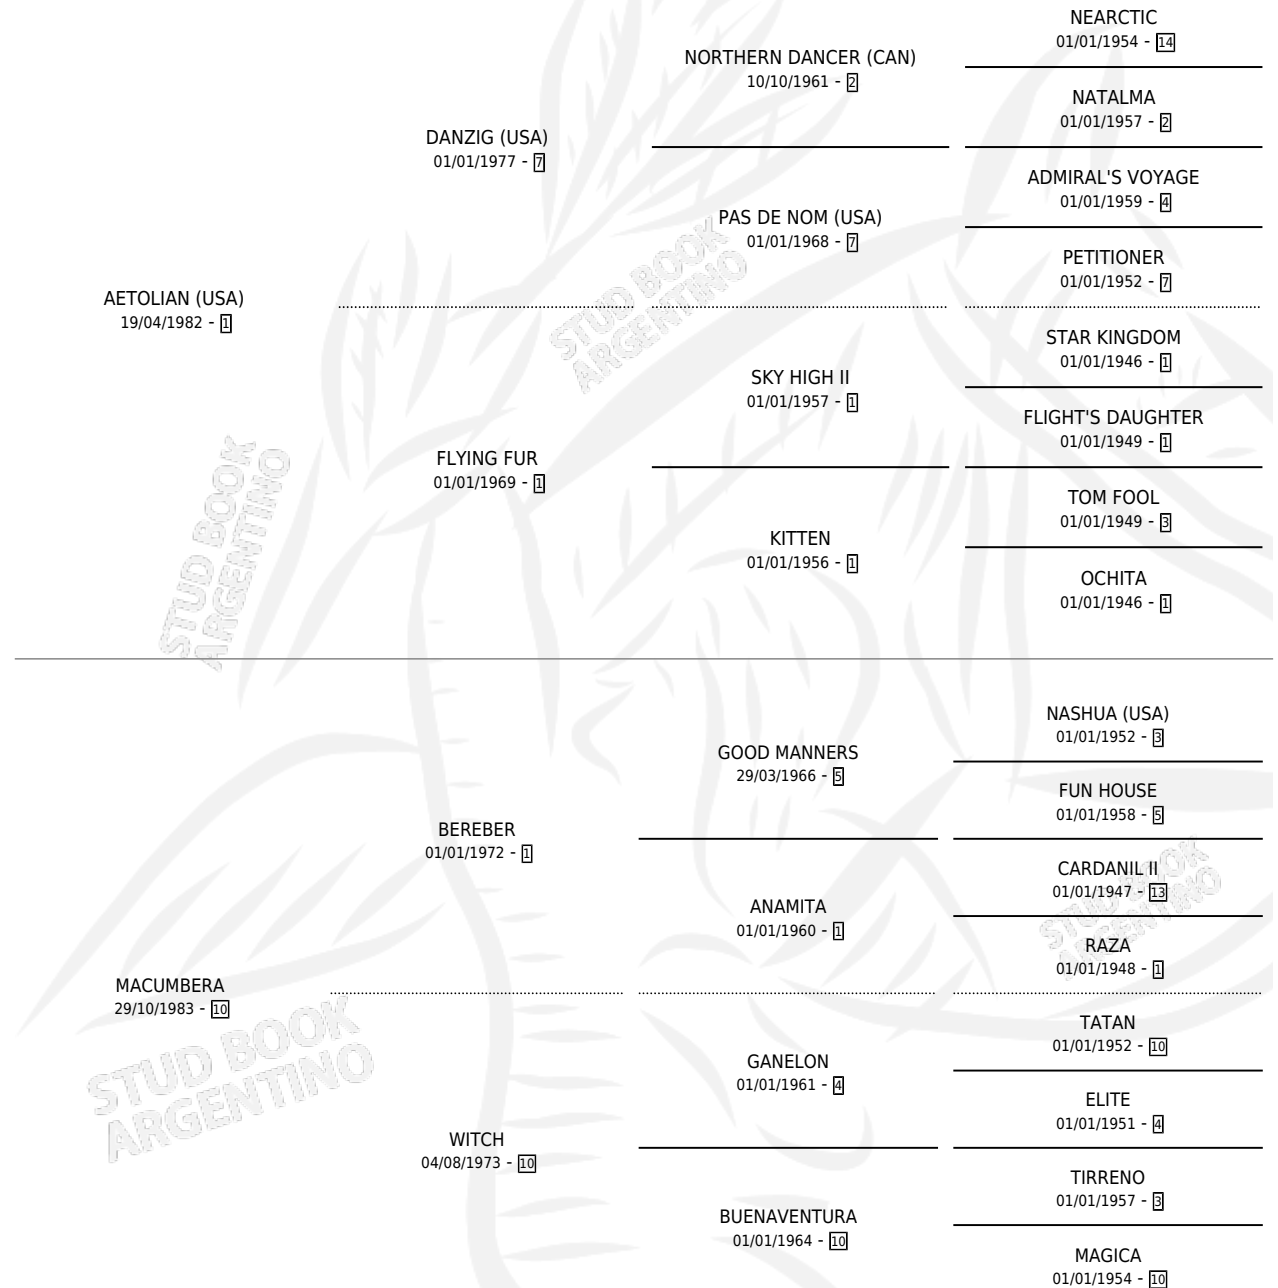 NEARCTIC
01/01/1954 - 14
NORTHERN DANCER (CAN)
10/10/1961 - 2
NATALMA
01/01/1957 - 2
DANZIG (USA)
01/01/1977 - 7
ADMIRAL'S VOYAGE
01/01/1959 - 4
PAS DE NOM (USA)
01/01/1968 - 7
PETITIONER
01/01/1952 - 7
AETOLIAN (USA)
19/04/1982 - 1
STUD BOOK
ARGENTINO
STAR KINGDOM
01/01/1946 - 1
SKY HIGH II
01/01/1957 - 1
FLIGHT'S DAUGHTER
01/01/1949 - 1
FLYING FUR
01/01/1969 - 1
TOM FOOL
01/01/1949 - 3
KITTEN
01/01/1956 - 1
OCHITA
01/01/1946 - 1
STUD BOOK
ARGENTINO
NASHUA (USA)
01/01/1952 - 3
GOOD MANNERS
29/03/1966 - 5
FUN HOUSE
01/01/1958 - 5
BEREBER
01/01/1972 - 1
CARDANIL II
01/01/1947 - 13
ANAMITA
01/01/1960 - 1
RAZA
01/01/1948 - 1
STUD BOOK
ARGENTINO
MACUMBERA
29/10/1983 - 10
TATAN
01/01/1952 - 10
GANELON
01/01/1961 - 4
ELITE
01/01/1951 - 4
STUD BOOK
ARGENTINO
WITCH
04/08/1973 - 10
TIRRENO
01/01/1957 - 3
BUENAVENTURA
01/01/1964 - 10
MAGICA
01/01/1954 - 10